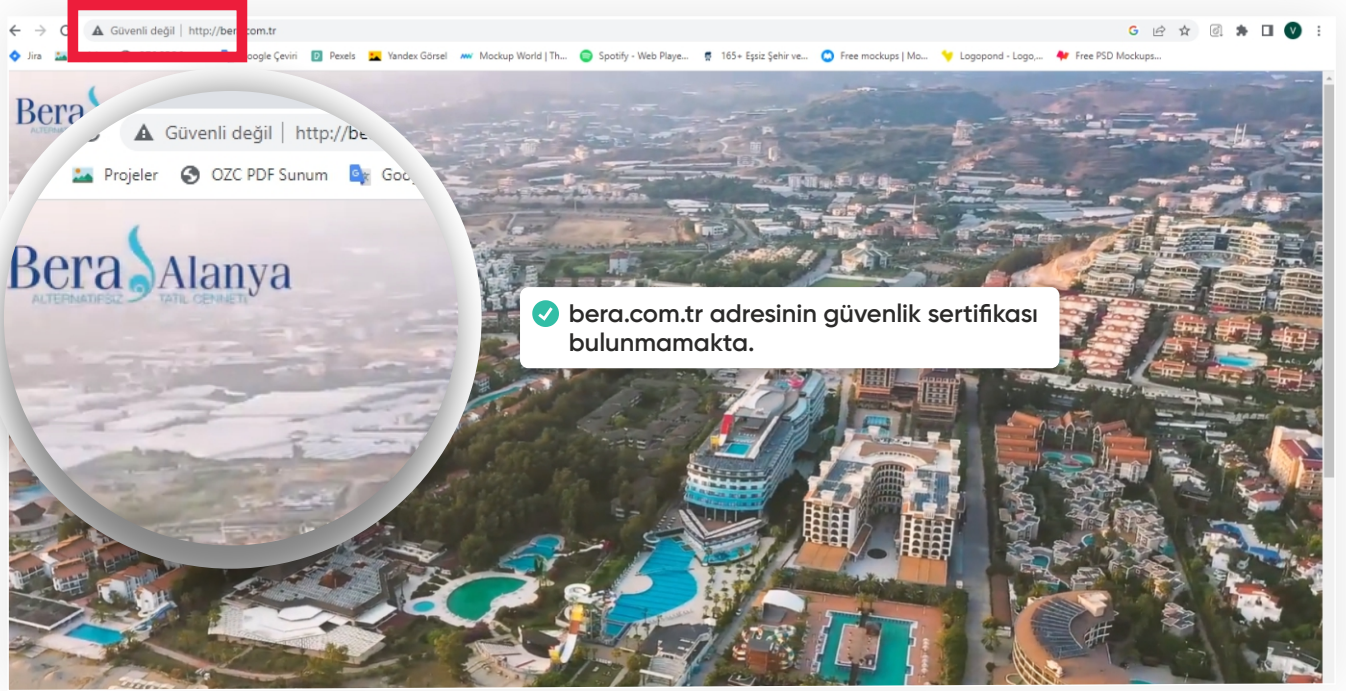 Güvenli değil | http://bera.com.tr
Jira
Google Çeviri
Pexels
Yandex Görsel
Mockup World | Th...
Spotify - Web Playe...
165+ Eşsiz Şehir ve...
Free mockups | Mo...
Logopond - Logo,...
Free PSD Mockups...
V
Bera
Güvenli değil | http://be
Projeler
OZC PDF Sunum
Goo
Bera Alanya
ALTERNATİFSİZ TATİL CENNETİ
bera.com.tr adresinin güvenlik sertifikası
bulunmamakta.